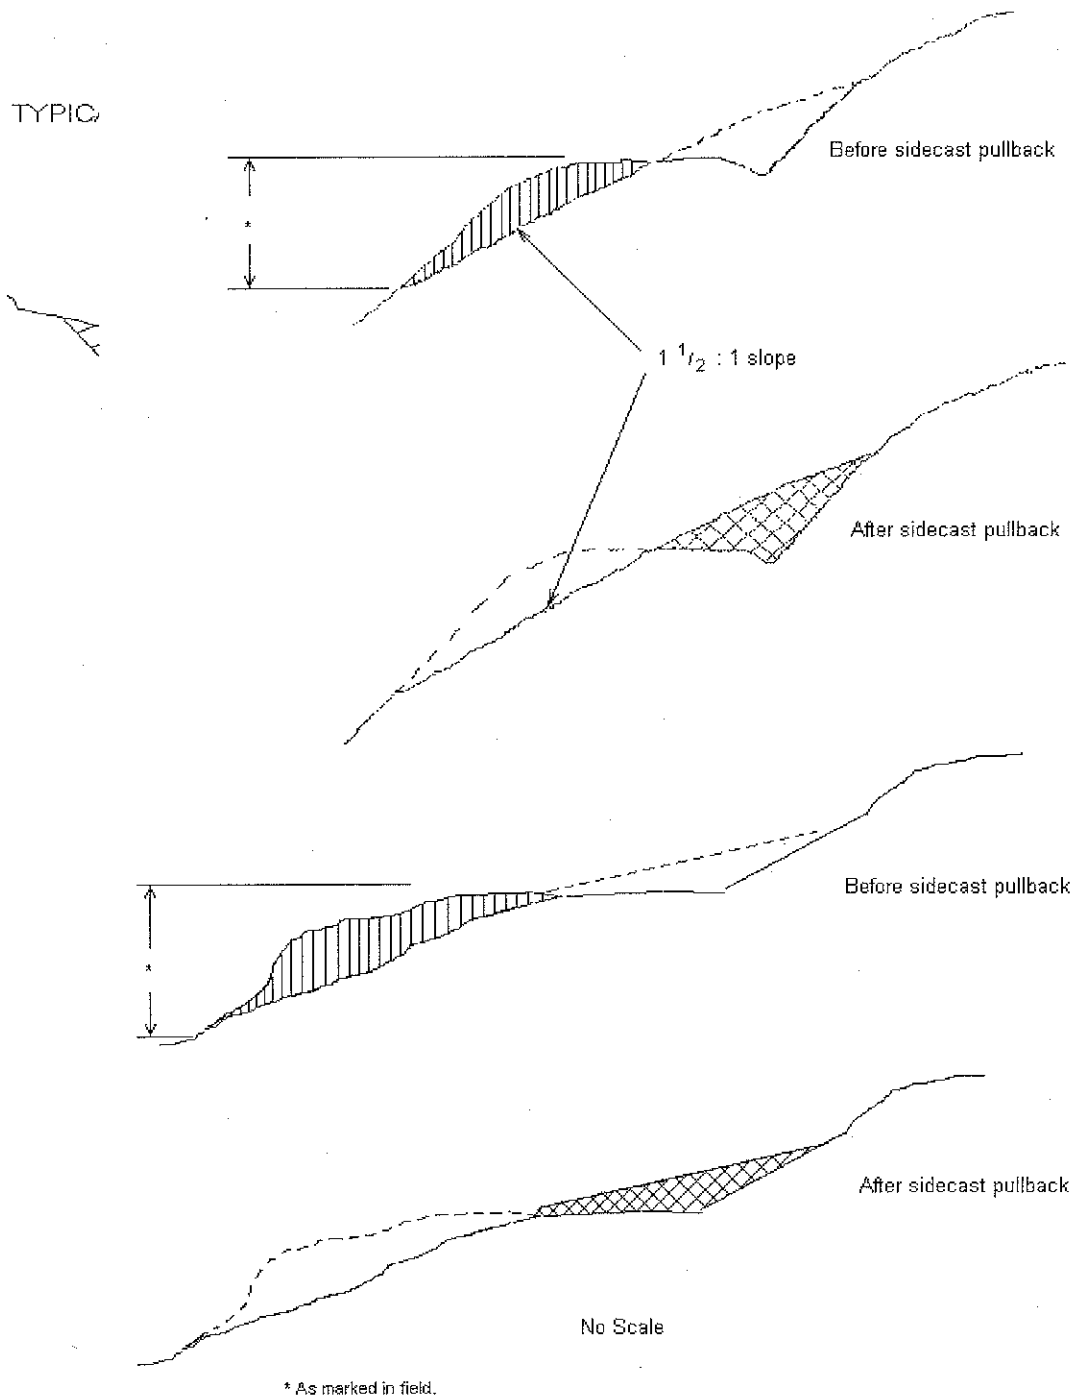 TYPICA
Before sidecast pullback
*
1 1/2 : 1 slope
After sidecast pullback
Before sidecast pullback
*
After sidecast pullback
No Scale
* As marked in field.